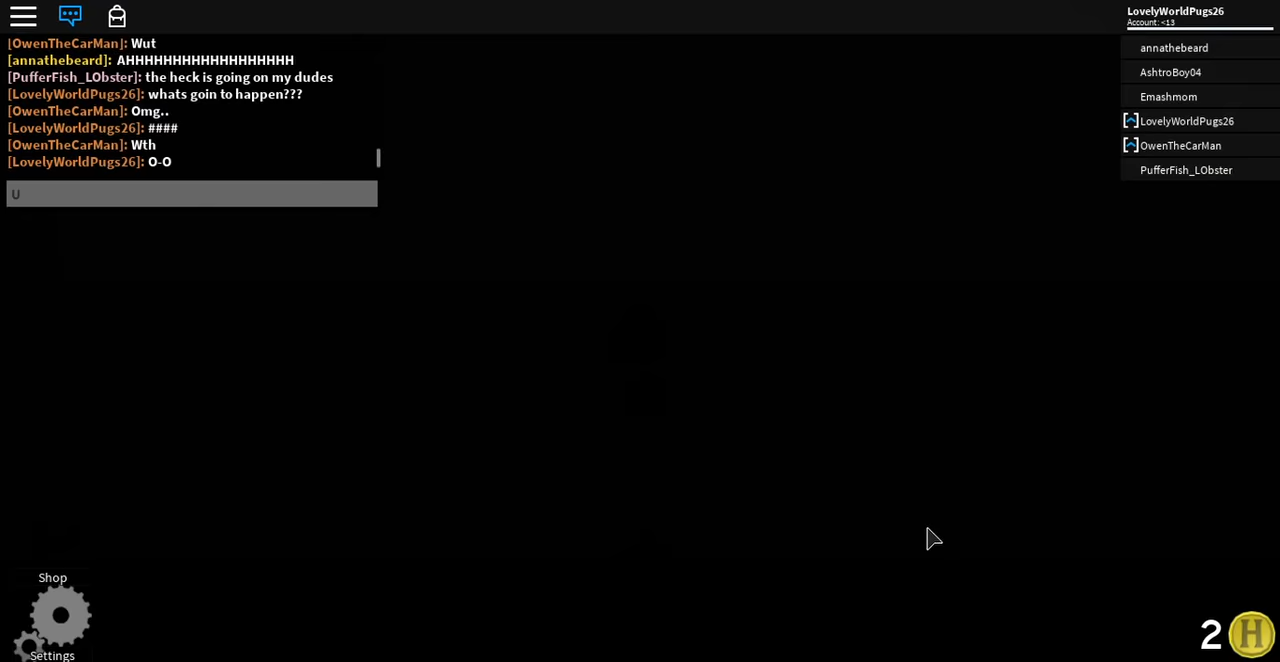 [OwenTheCarMan]: Wut
[annathebeard]: AHHHHHHHHHHHHHHHHHH
[PufferFish_LObster]: the heck is going on my dudes
[LovelyWorldPugs26]: whats goin to happen???
[OwenTheCarMan]: Omg..
[LovelyWorldPugs26]: ####
[OwenTheCarMan]: Wth
[LovelyWorldPugs26]: O-O
U
LovelyWorldPugs26
Account: <13
annathebeard
AshtroBoy04
Emashmom
LovelyWorldPugs26
OwenTheCarMan
PufferFish_LObster
Shop
Settings
2 H